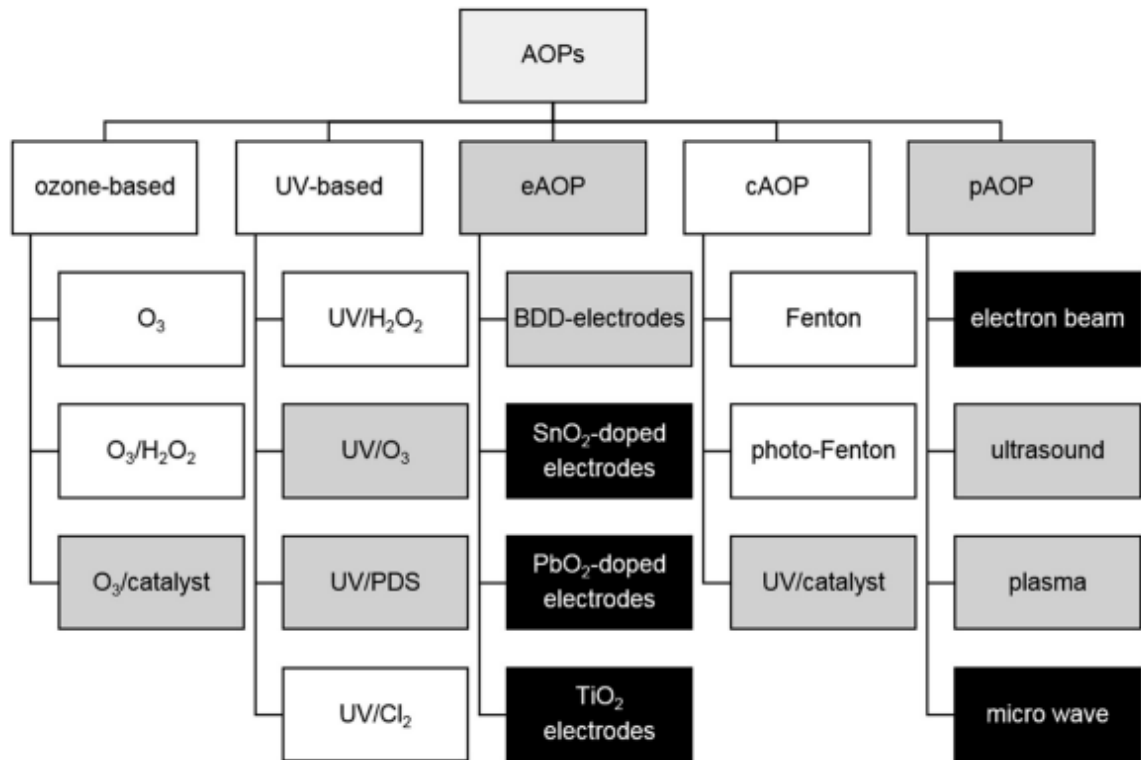 AOPs
ozone-based
UV-based
eAOP
cAOP
pAOP
O₃
UV/H₂O₂
BDD-electrodes
Fenton
electron beam
O₃/H₂O₂
UV/O₃
SnO₂-doped
electrodes
photo-Fenton
ultrasound
O₃/catalyst
UV/PDS
PbO₂-doped
electrodes
UV/catalyst
plasma
UV/Cl₂
TiO₂
electrodes
micro wave